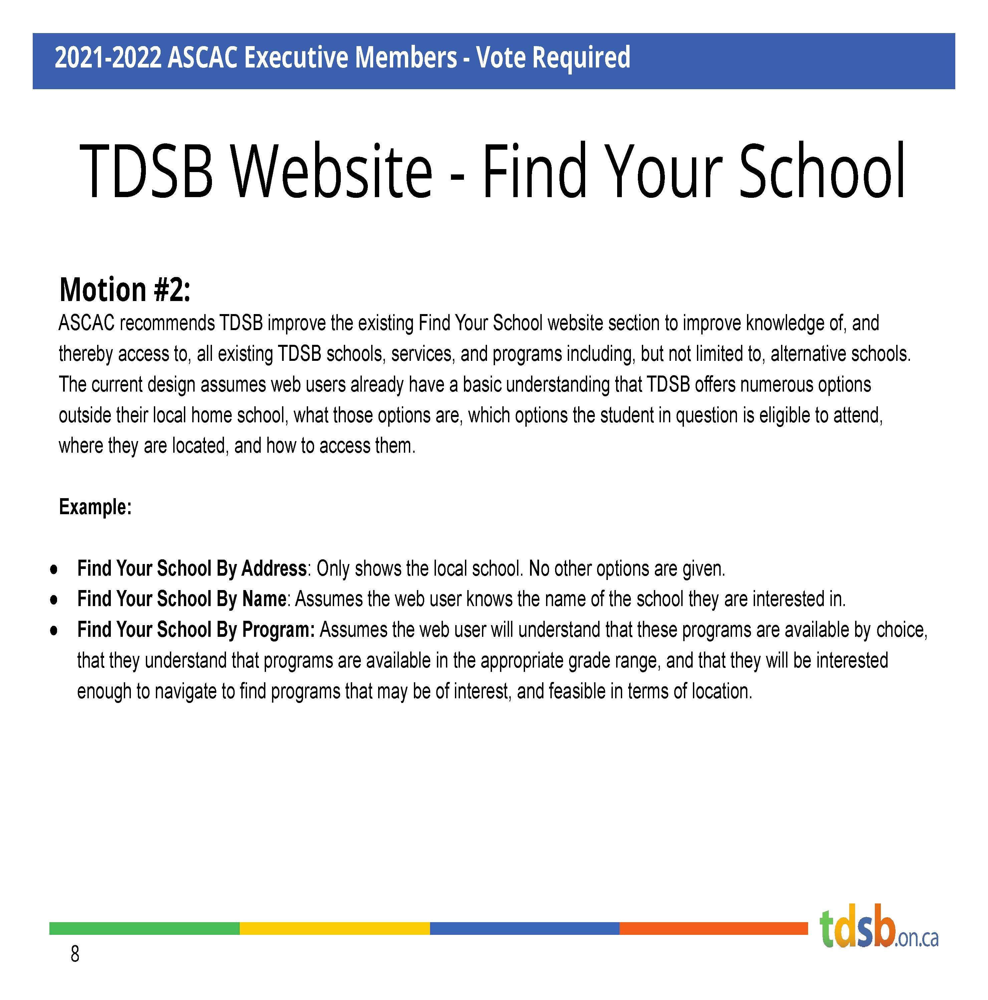 2021-2022 ASCAC Executive Members - Vote Required
TDSB Website - Find Your School
Motion #2:
ASCAC recommends TDSB improve the existing Find Your School website section to improve knowledge of, and
thereby access to, all existing TDSB schools, services, and programs including, but not limited to, alternative schools.
The current design assumes web users already have a basic understanding that TDSB offers numerous options
outside their local home school, what those options are, which options the student in question is eligible to attend,
where they are located, and how to access them.
Example:
● Find Your School By Address: Only shows the local school. No other options are given.
● Find Your School By Name: Assumes the web user knows the name of the school they are interested in.
● Find Your School By Program: Assumes the web user will understand that these programs are available by choice,
that they understand that programs are available in the appropriate grade range, and that they will be interested
enough to navigate to find programs that may be of interest, and feasible in terms of location.
tdsb.on.ca
8